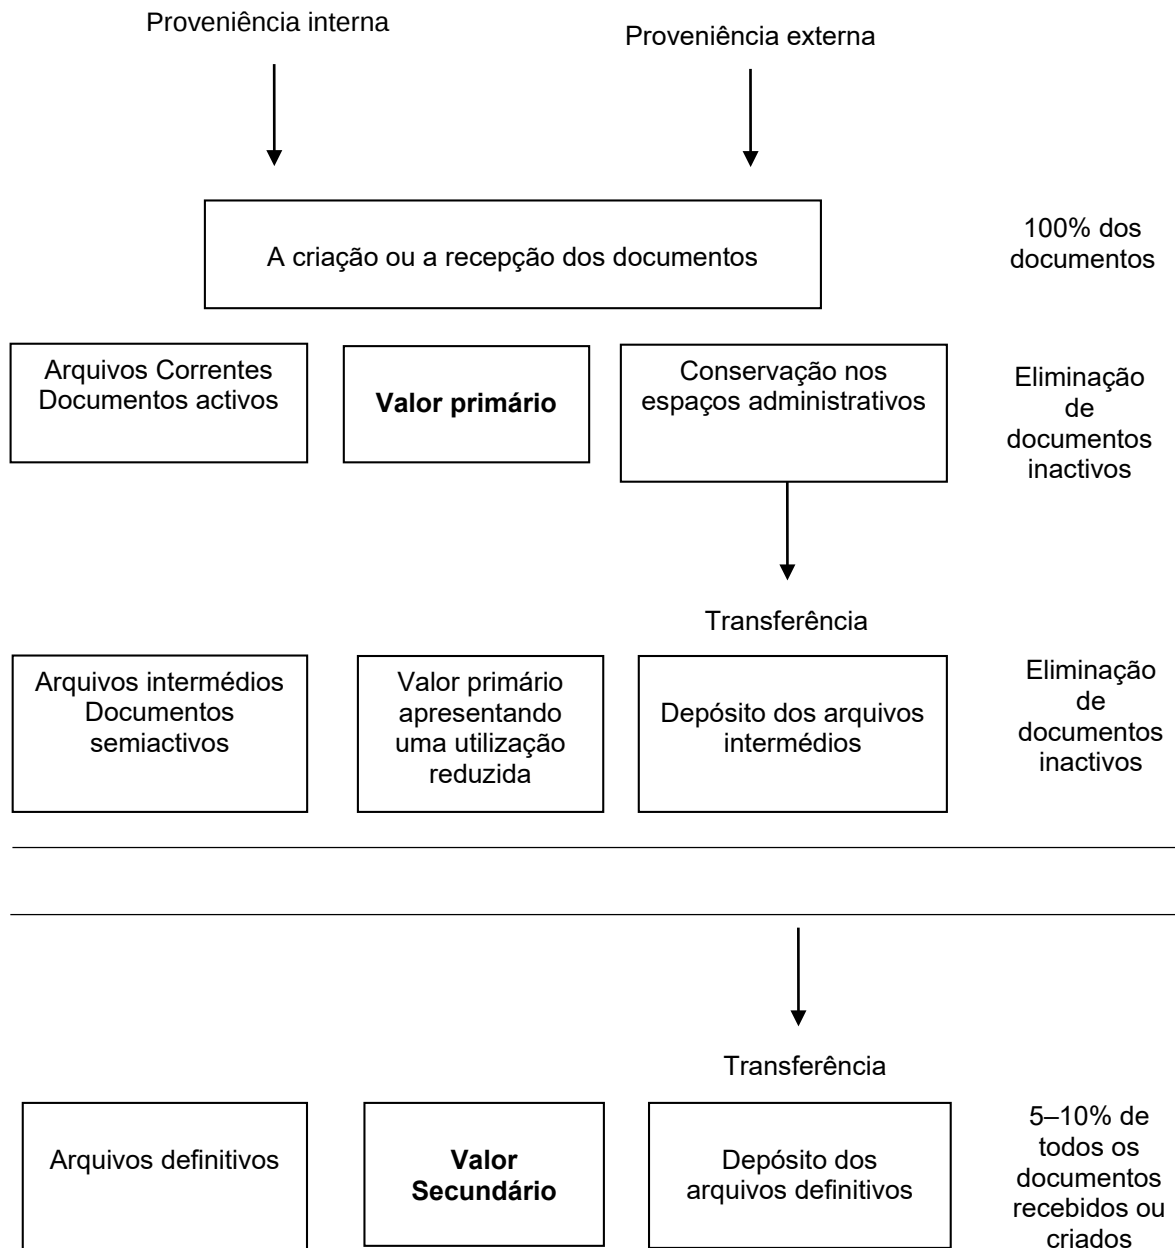 Proveniência interna
Proveniência externa
A criação ou a recepção dos documentos
100% dos
documentos
Arquivos Correntes
Documentos activos
Valor primário
Conservação nos
espaços administrativos
Eliminação
de
documentos
inactivos
Transferência
Arquivos intermédios
Documentos
semiactivos
Valor primário
apresentando
uma utilização
reduzida
Depósito dos arquivos
intermédios
Eliminação
de
documentos
inactivos
Transferência
Arquivos definitivos
Valor
Secundário
Depósito dos
arquivos definitivos
5–10% de
todos os
documentos
recebidos ou
criados